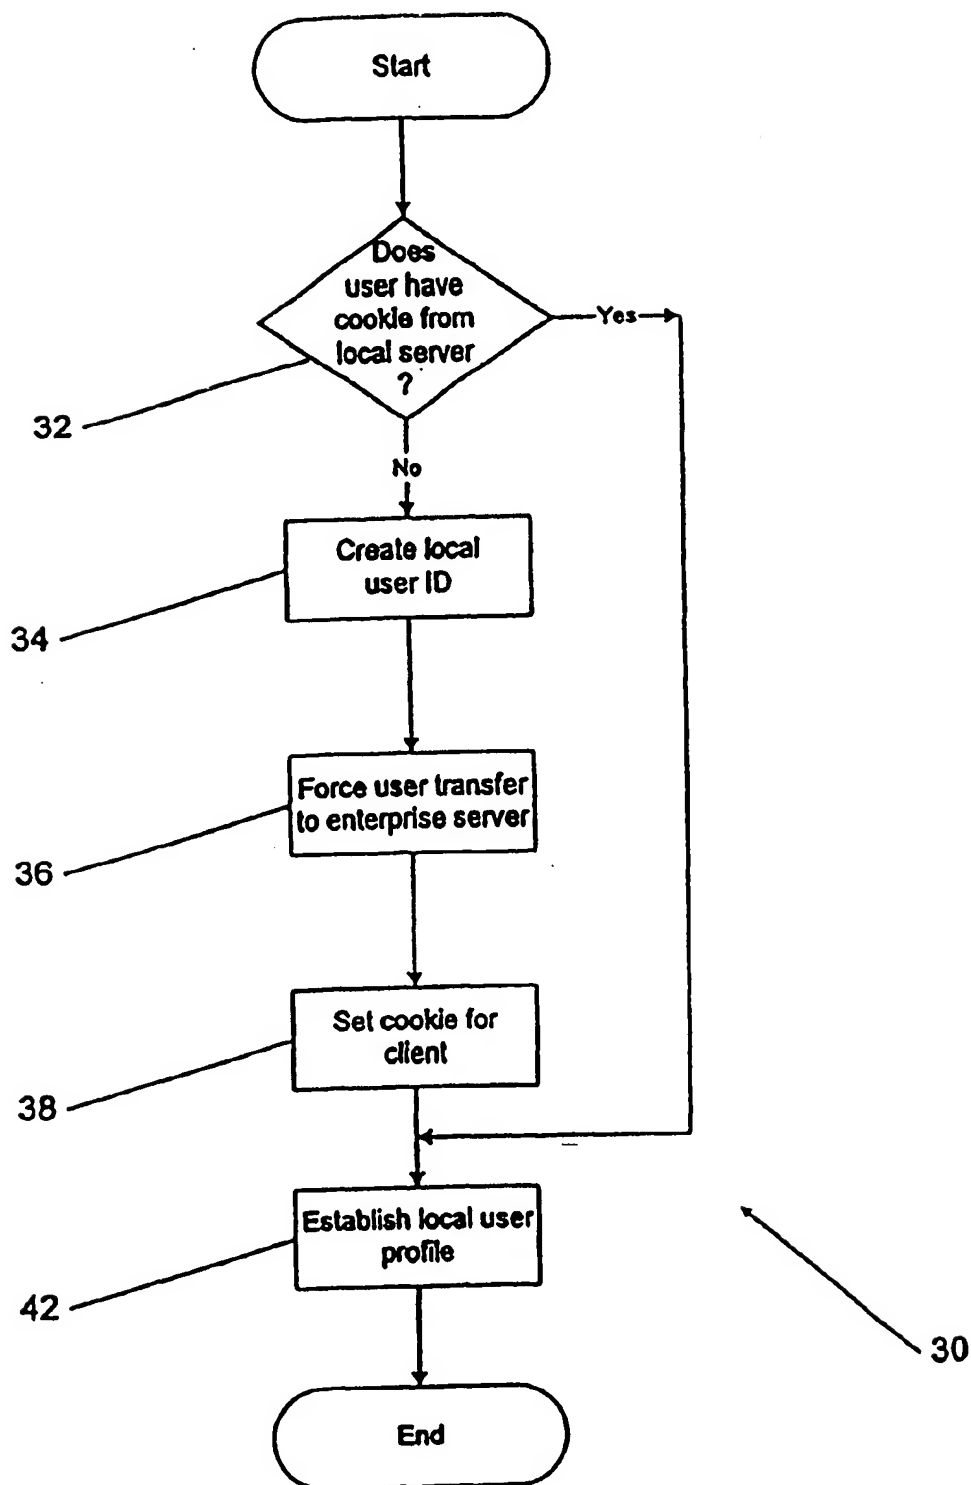 Start
Does
user have
cookie from
local server
?
Yes
32
No
Create local
user ID
34
Force user transfer
to enterprise server
36
Set cookie for
client
38
Establish local user
profile
42
30
End